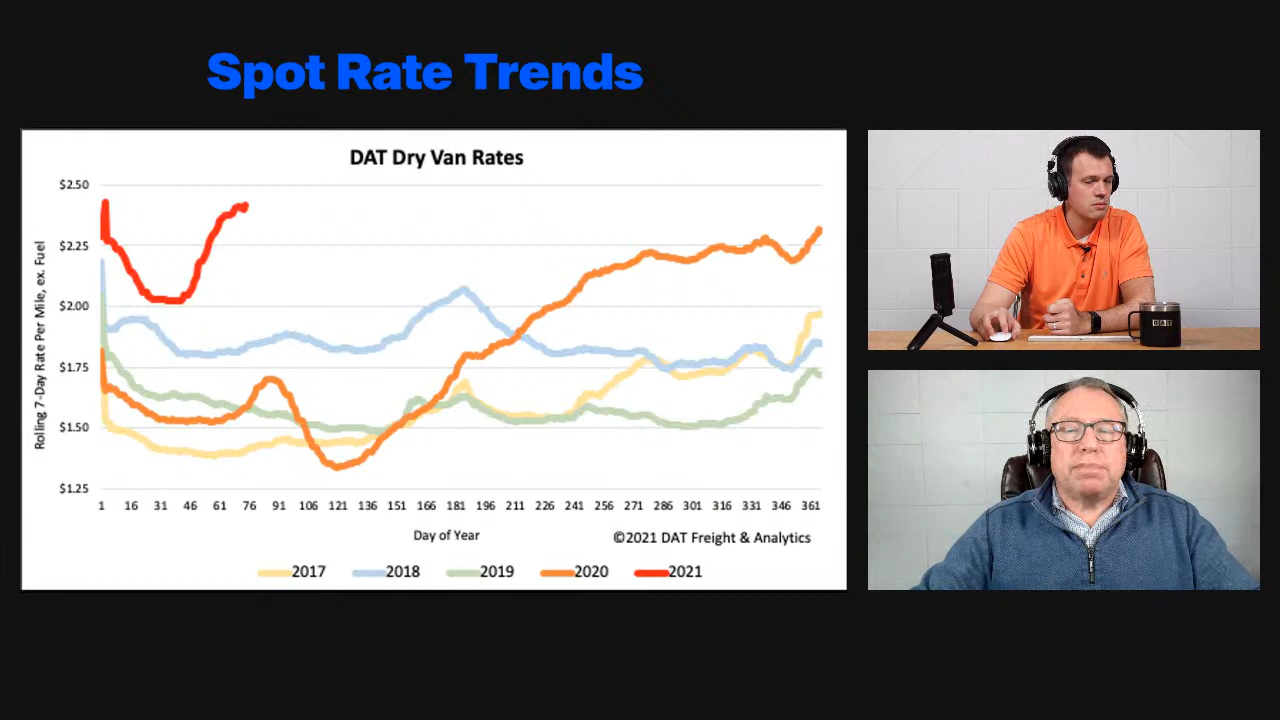 Spot Rate Trends
DAT Dry Van Rates
$2.50
$2.25
$2.00
$1.75
$1.50
$1.25
Rolling 7-Day Rate Per Mile, ex. Fuel
1 16 31 46 61 76 91 106 121 136 151 166 181 196 211 226 241 256 271 286 301 316 331 346 361
Day of Year
©2021 DAT Freight & Analytics
2017 2018 2019 2020 2021
DAT